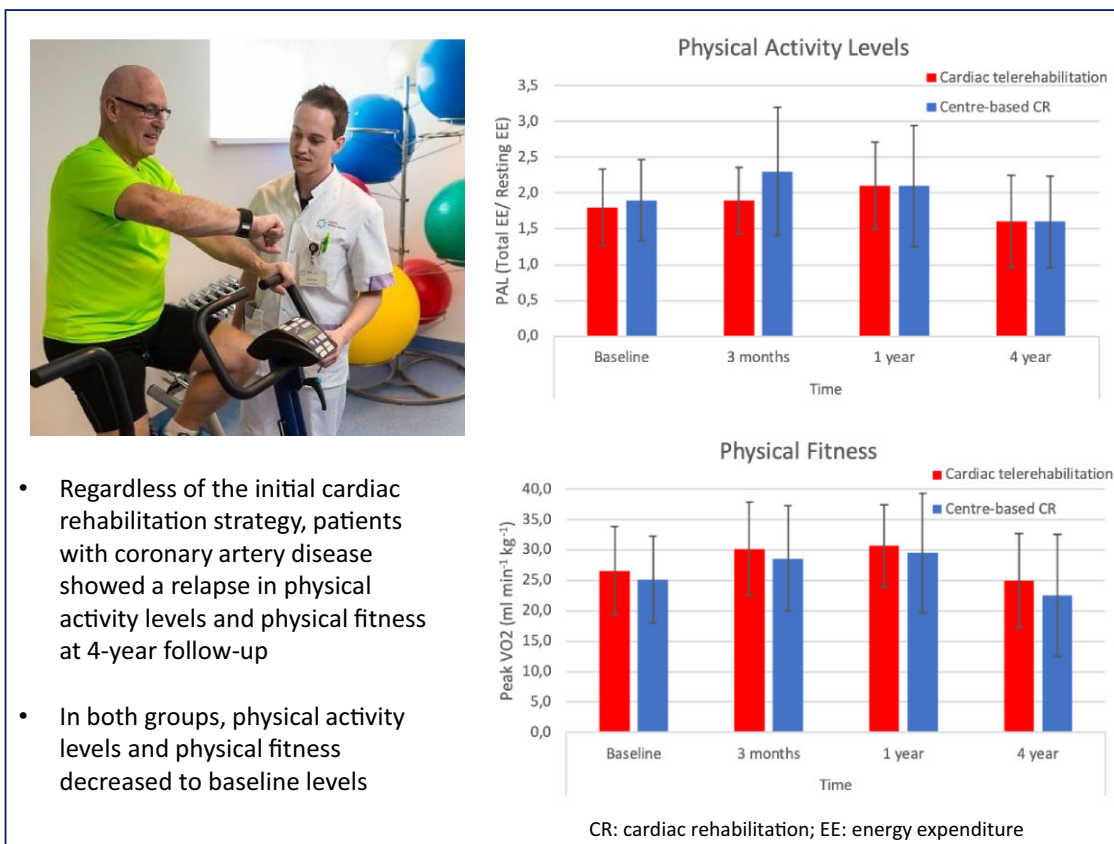 • Regardless of the initial cardiac
rehabilitation strategy, patients
with coronary artery disease
showed a relapse in physical
activity levels and physical fitness
at 4-year follow-up
• In both groups, physical activity
levels and physical fitness
decreased to baseline levels
Physical Activity Levels
Cardiac telerehabilitation
Centre-based CR
PAL (Total EE/ Resting EE)
3,5
3,0
2,5
2,0
1,5
1,0
0,5
0,0
Baseline 3 months 1 year 4 year
Time
Physical Fitness
Cardiac telerehabilitation
Centre-based CR
Peak VO2 (ml min⁻¹ kg⁻¹)
40,0
35,0
30,0
25,0
20,0
15,0
10,0
5,0
0,0
Baseline 3 months 1 year 4 year
Time
CR: cardiac rehabilitation; EE: energy expenditure